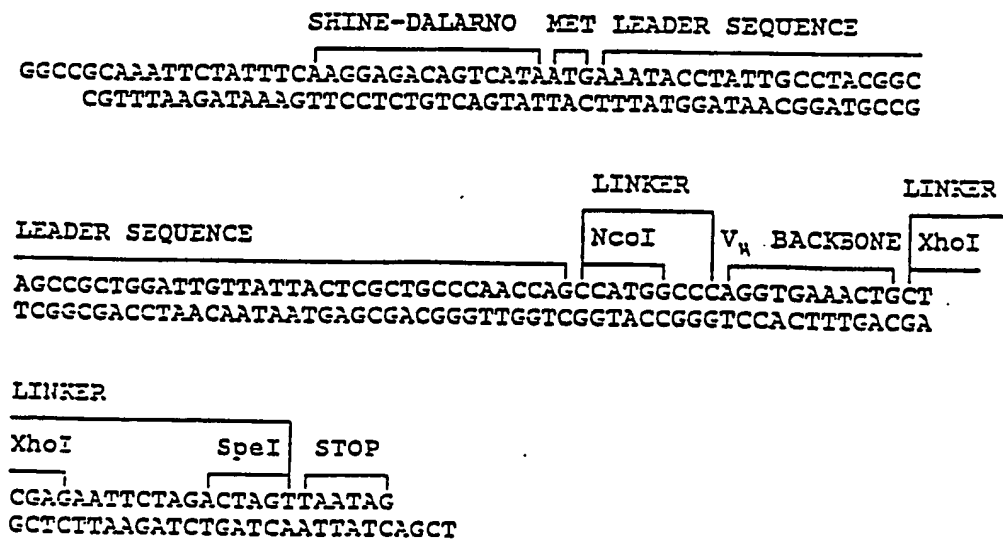 SHINE-DALARNO MET LEADER SEQUENCE
GGCCGCAAATTCTATTTCAAGGAGACAGTCATAATGAAATACCTATTGCCTACGGC
CGTTTAAGATAAAGTTCCTCTGTCAGTATTACTTTATGGATAACGGATGCCG
LINKER LINKER
LEADER SEQUENCE NcoI VH BACKBONE XhoI
AGCCGCTGGATTGTTATTACTCGCTGCCCAACCAGCCATGGCCCAGGTGAAACTGCT
TCGGCGACCTAACAATAATGAGCGACGGGTTGGTCGGTACCGGGTCCACTTTGACGA
LINKER
XhoI SpeI STOP
CGAGAATTCTAGACTAGTTAATAG
GCTCTTAAGATCTGATCAATTATCAGCT